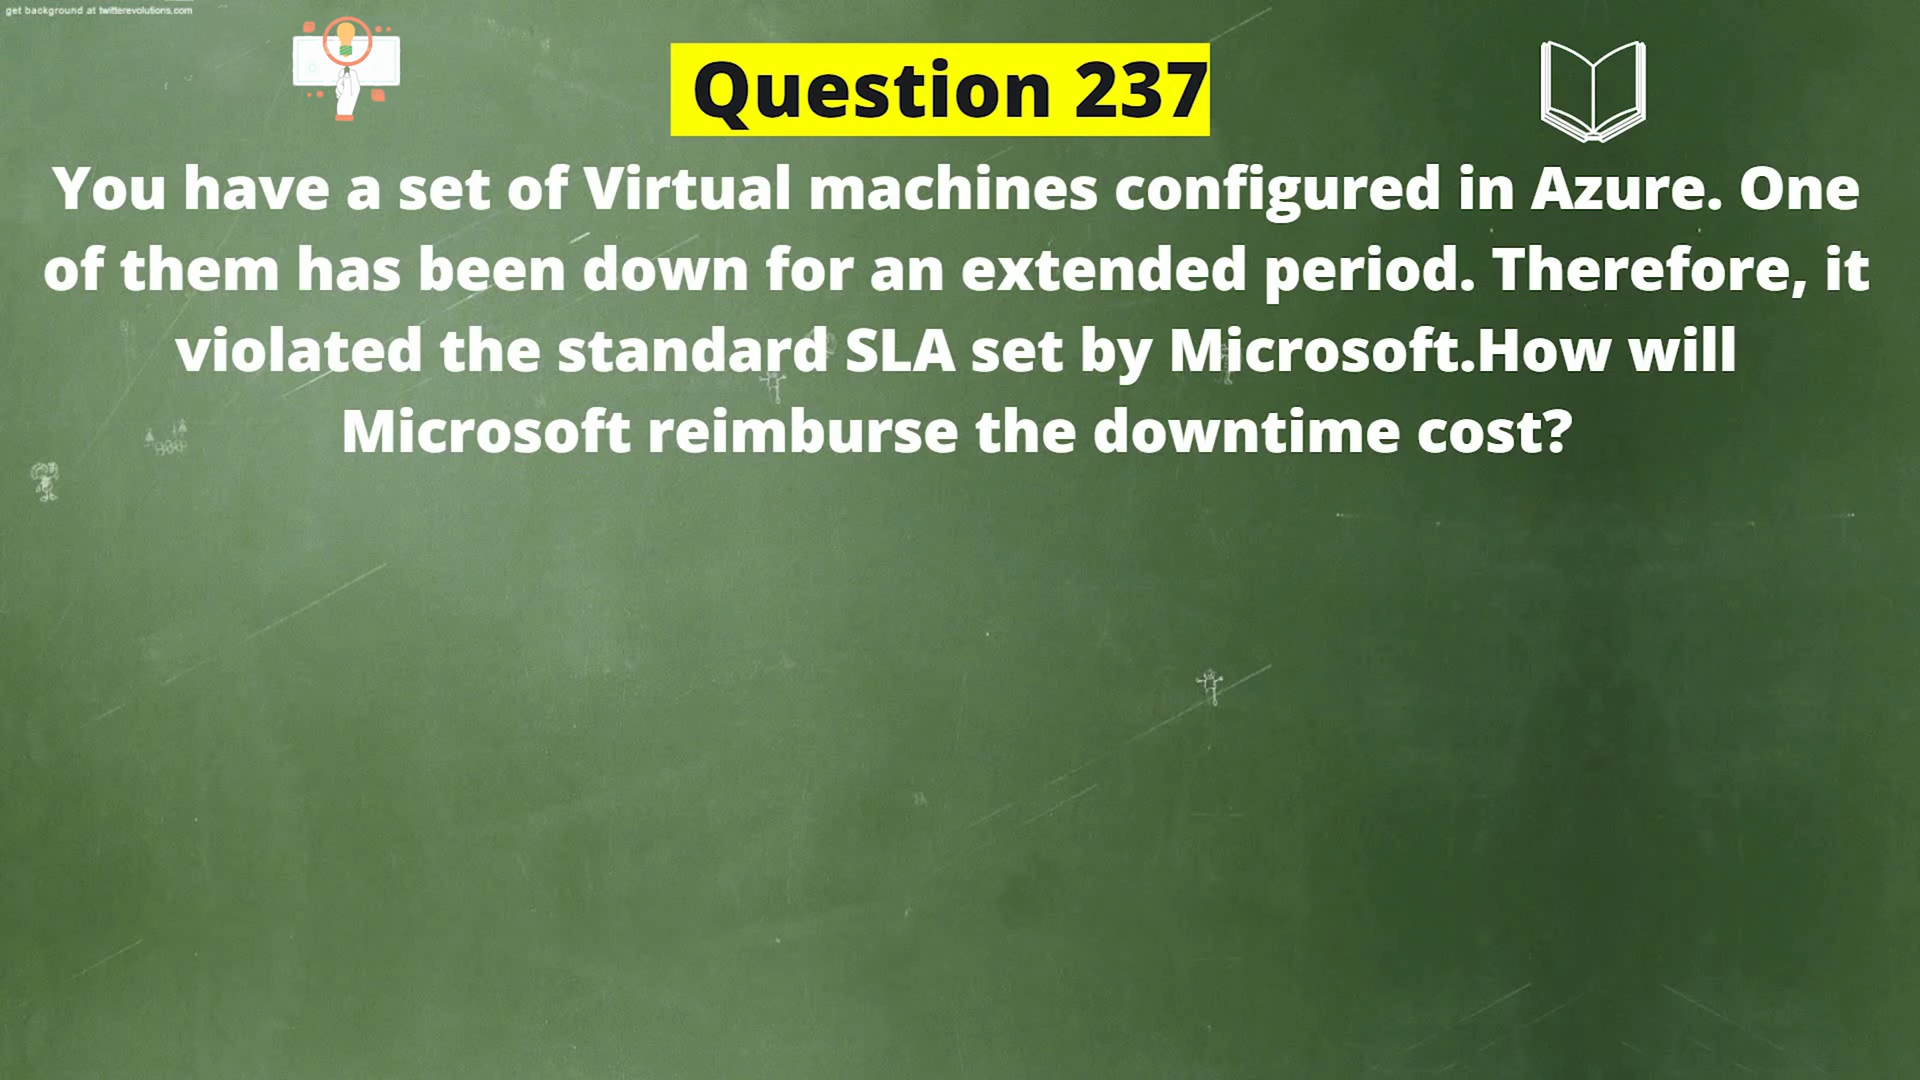 get background at twitterevolutions.com
Question 237
You have a set of Virtual machines configured in Azure. One
of them has been down for an extended period. Therefore, it
violated the standard SLA set by Microsoft.How will
Microsoft reimburse the downtime cost?